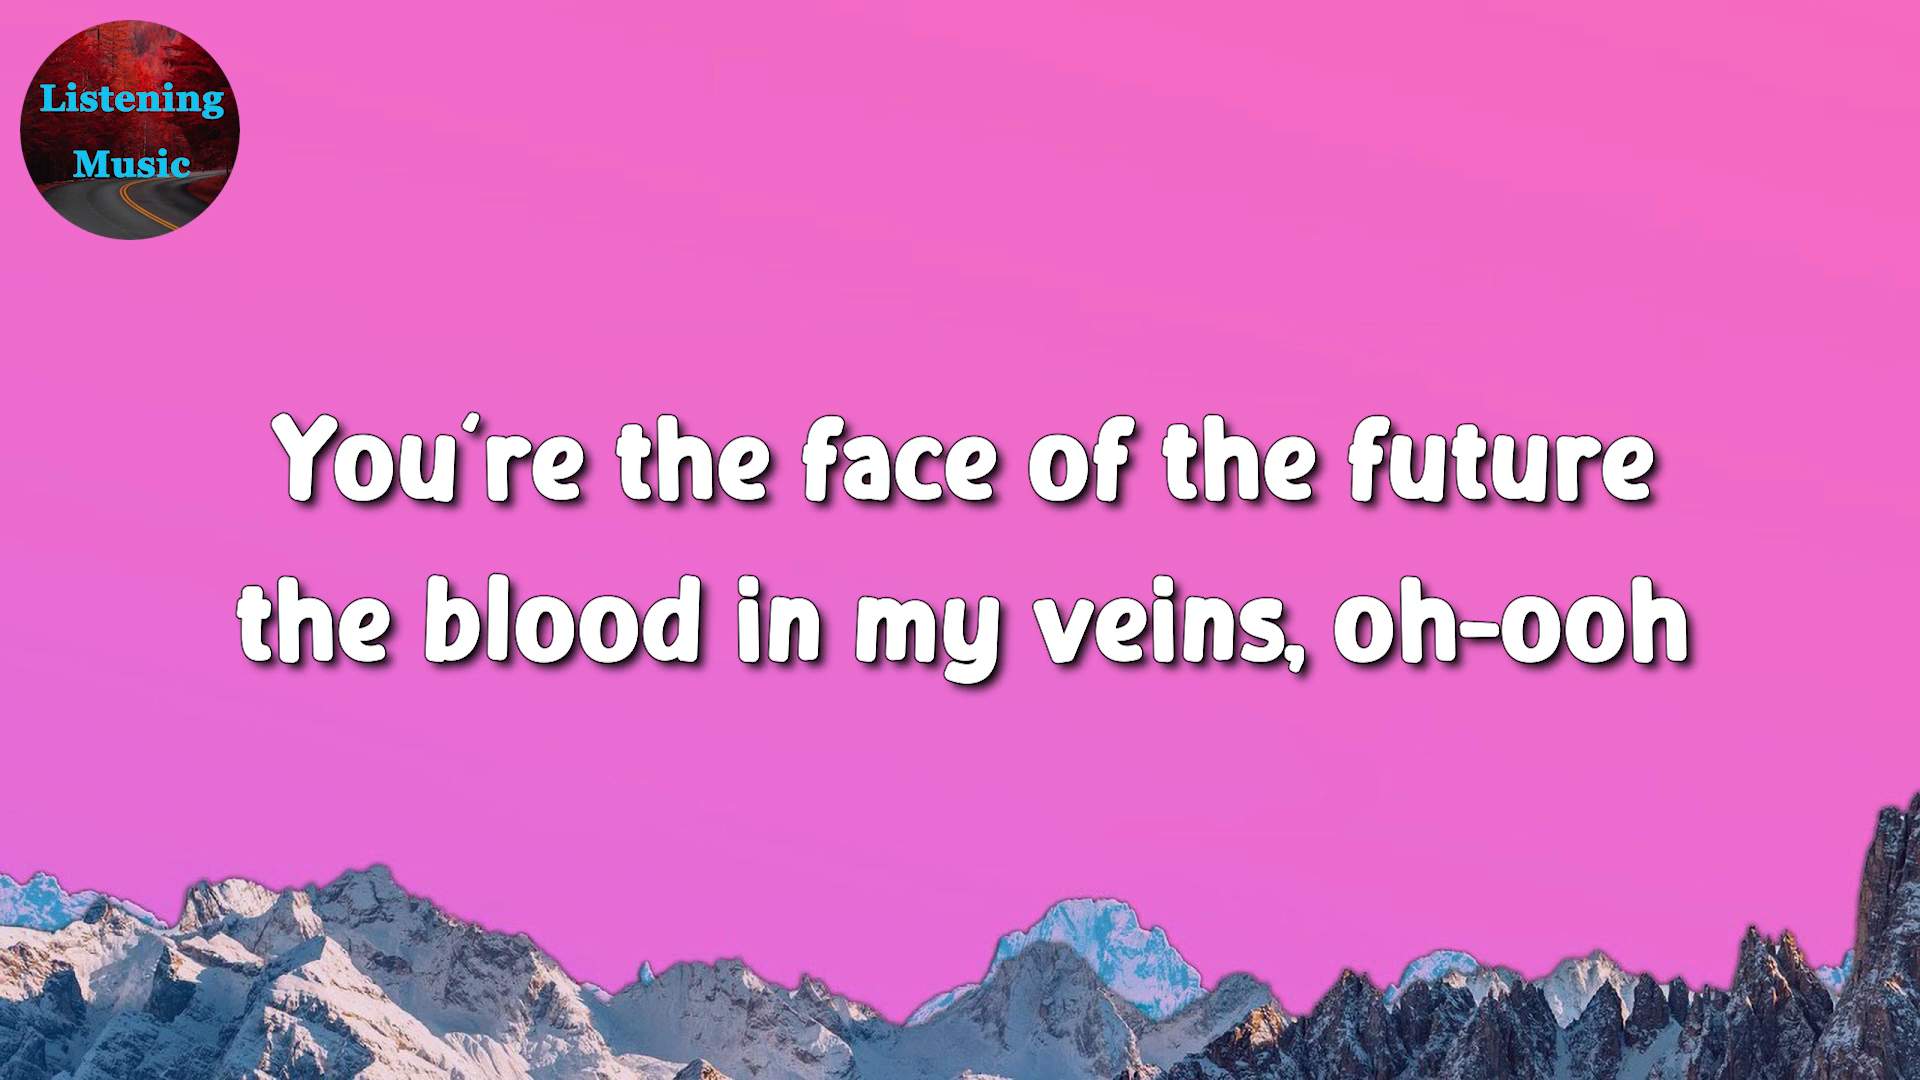 Listening
Music
You're the face of the future
the blood in my veins, oh-ooh